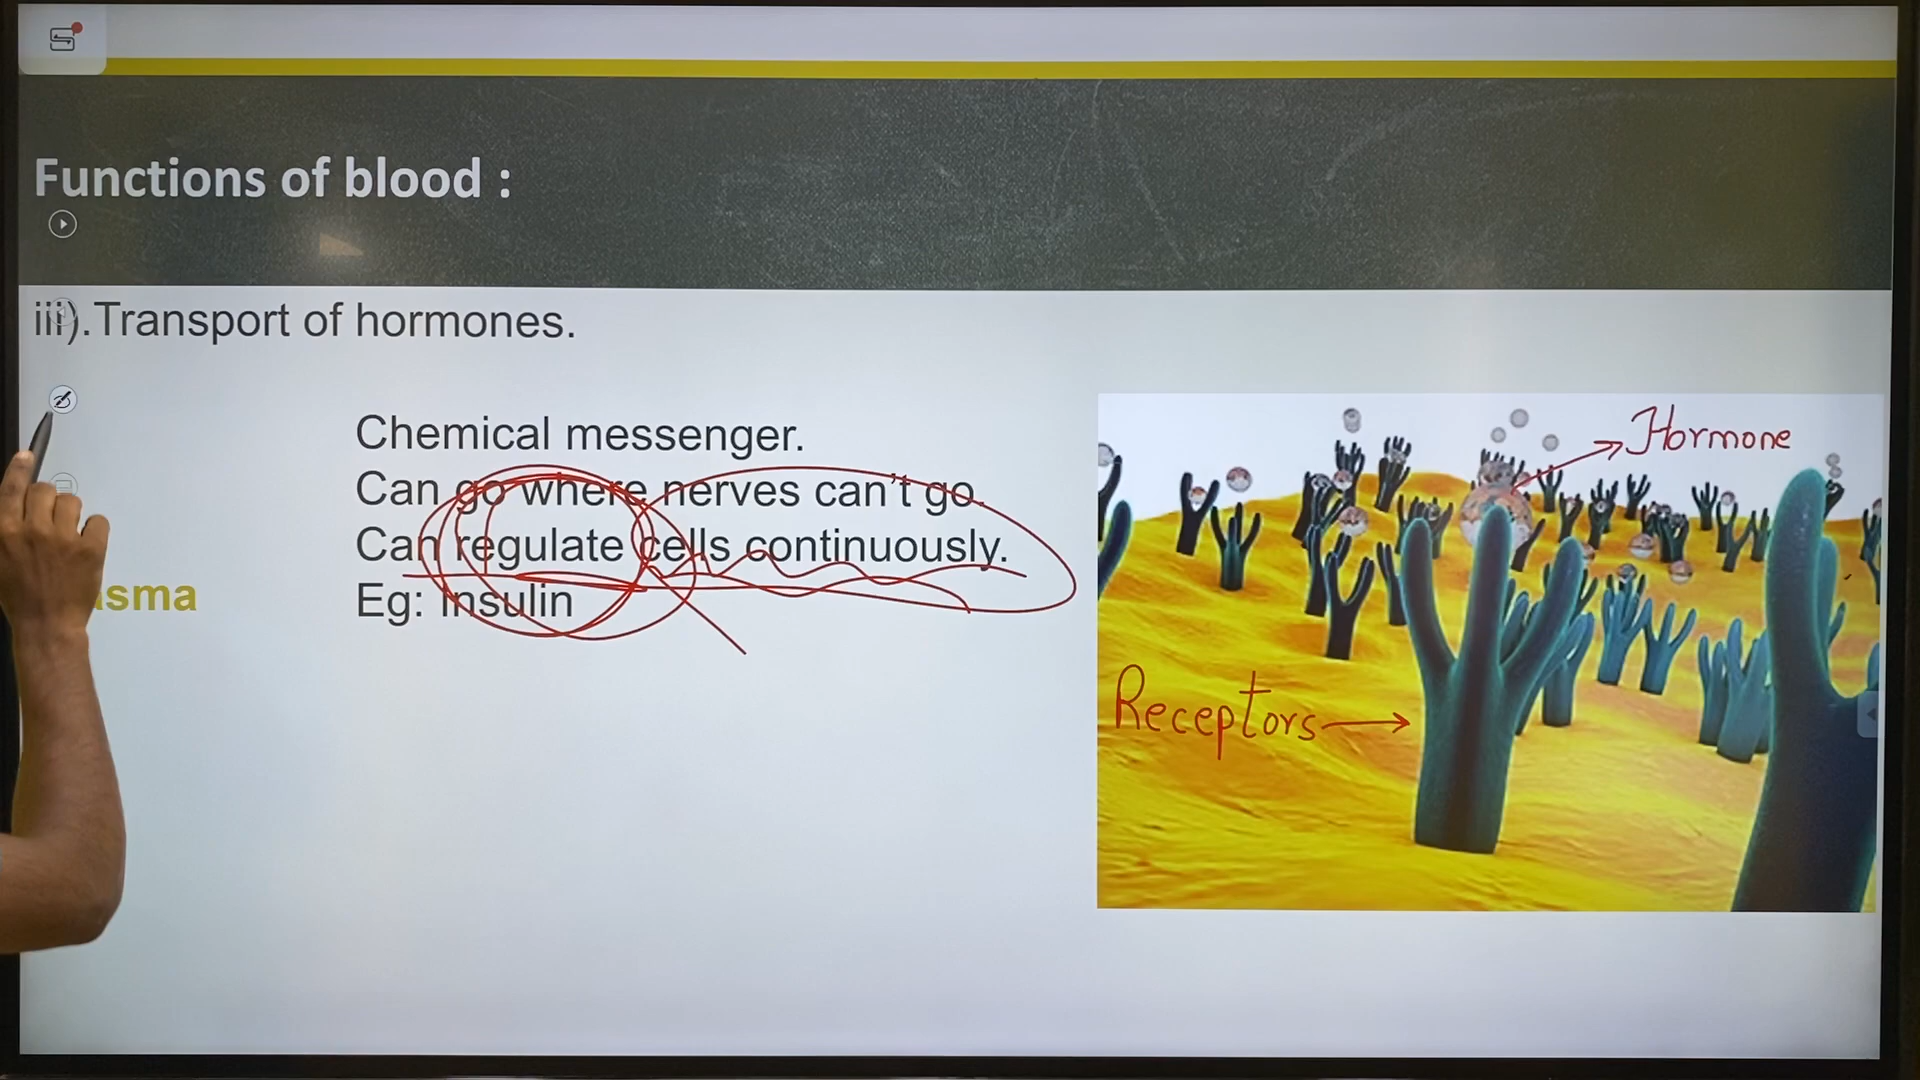 Functions of blood :
iii).Transport of hormones.
Chemical messenger.
Can go where nerves can't go.
Can regulate cells continuously.
Eg: Insulin
Hormone
Receptors